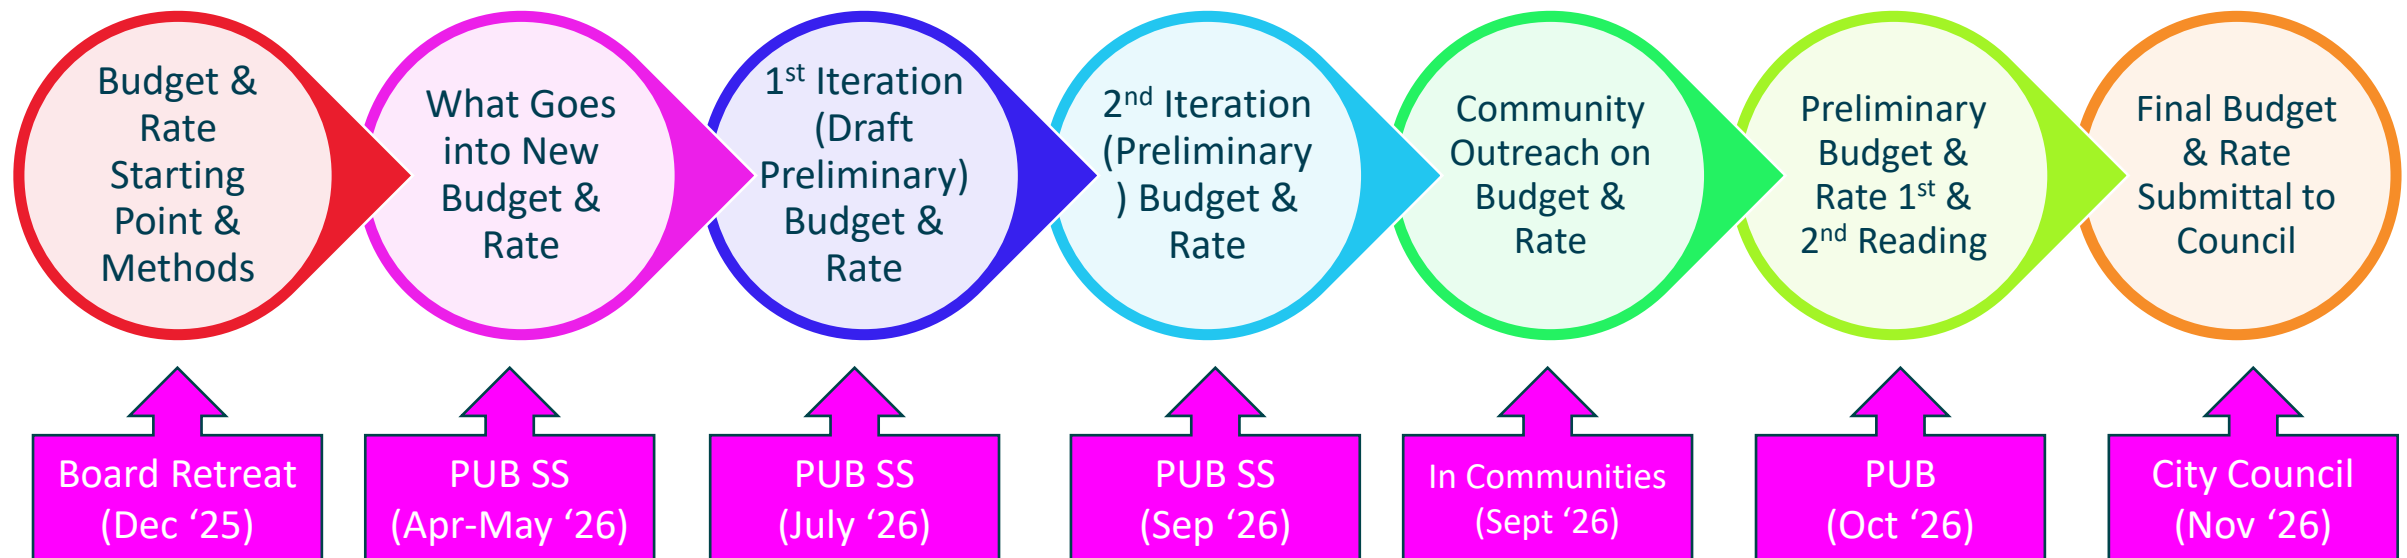 Budget &
Rate
Starting
Point &
Methods
What Goes
into New
Budget &
Rate
1st Iteration
(Draft
Preliminary)
Budget &
Rate
2nd Iteration
(Preliminary
) Budget &
Rate
Community
Outreach on
Budget &
Rate
Preliminary
Budget &
Rate 1st &
2nd Reading
Final Budget
& Rate
Submittal to
Council
Board Retreat
(Dec ‘25)
PUB SS
(Apr-May ‘26)
PUB SS
(July ‘26)
PUB SS
(Sep ‘26)
In Communities
(Sept ‘26)
PUB
(Oct ‘26)
City Council
(Nov ‘26)